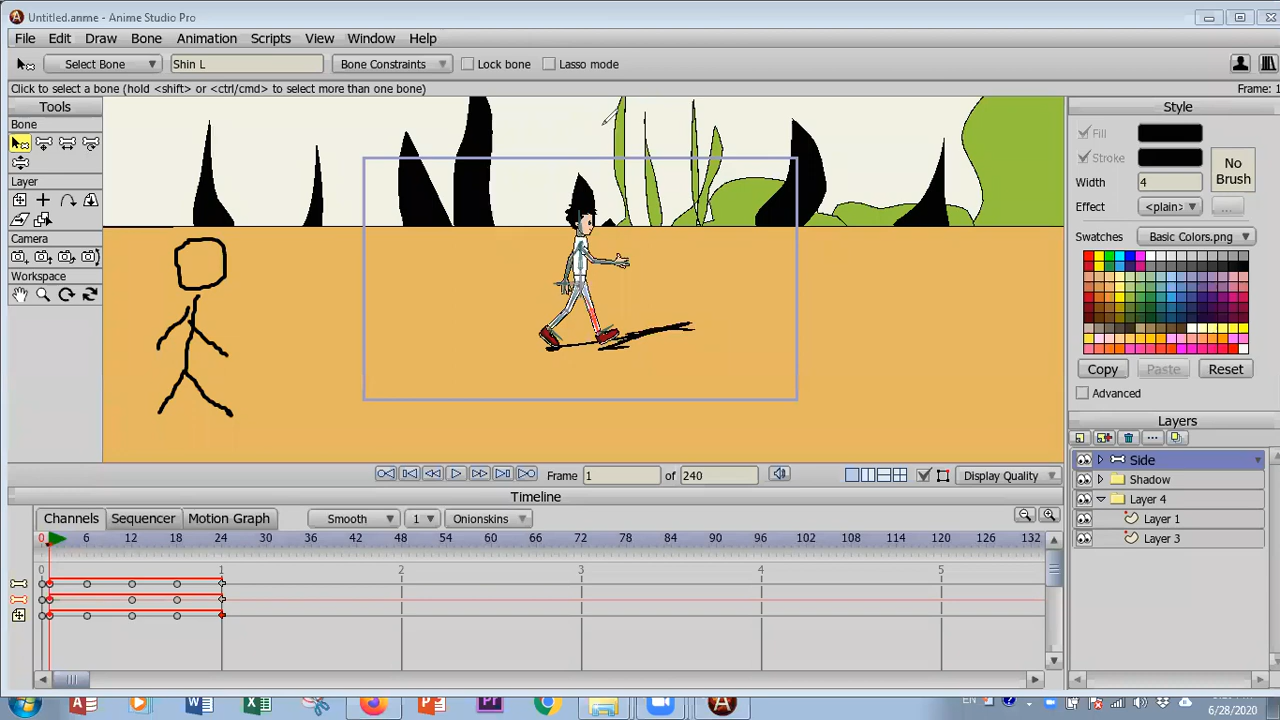 Untitled.anme - Anime Studio Pro
File Edit Draw Bone Animation Scripts View Window Help
Select Bone Shin L Bone Constraints Lock bone Lasso mode
Click to select a bone (hold <shift> or <ctrl/cmd> to select more than one bone) Frame: 1
Tools
Bone
Layer
Camera
Workspace
Style
Fill
Stroke
No Brush
Width 4
Effect <plain> ...
Swatches Basic Colors.png
Copy Paste Reset
Advanced
Layers
Side
Shadow
Layer 4
Layer 1
Layer 3
Frame 1 of 240 Display Quality
Timeline
Channels Sequencer Motion Graph Smooth 1 Onionskins
0 6 12 18 24 30 36 42 48 54 60 66 72 78 84 90 96 102 108 114 120 126 132
0 1 2 3 4 5
EN
6/28/2020